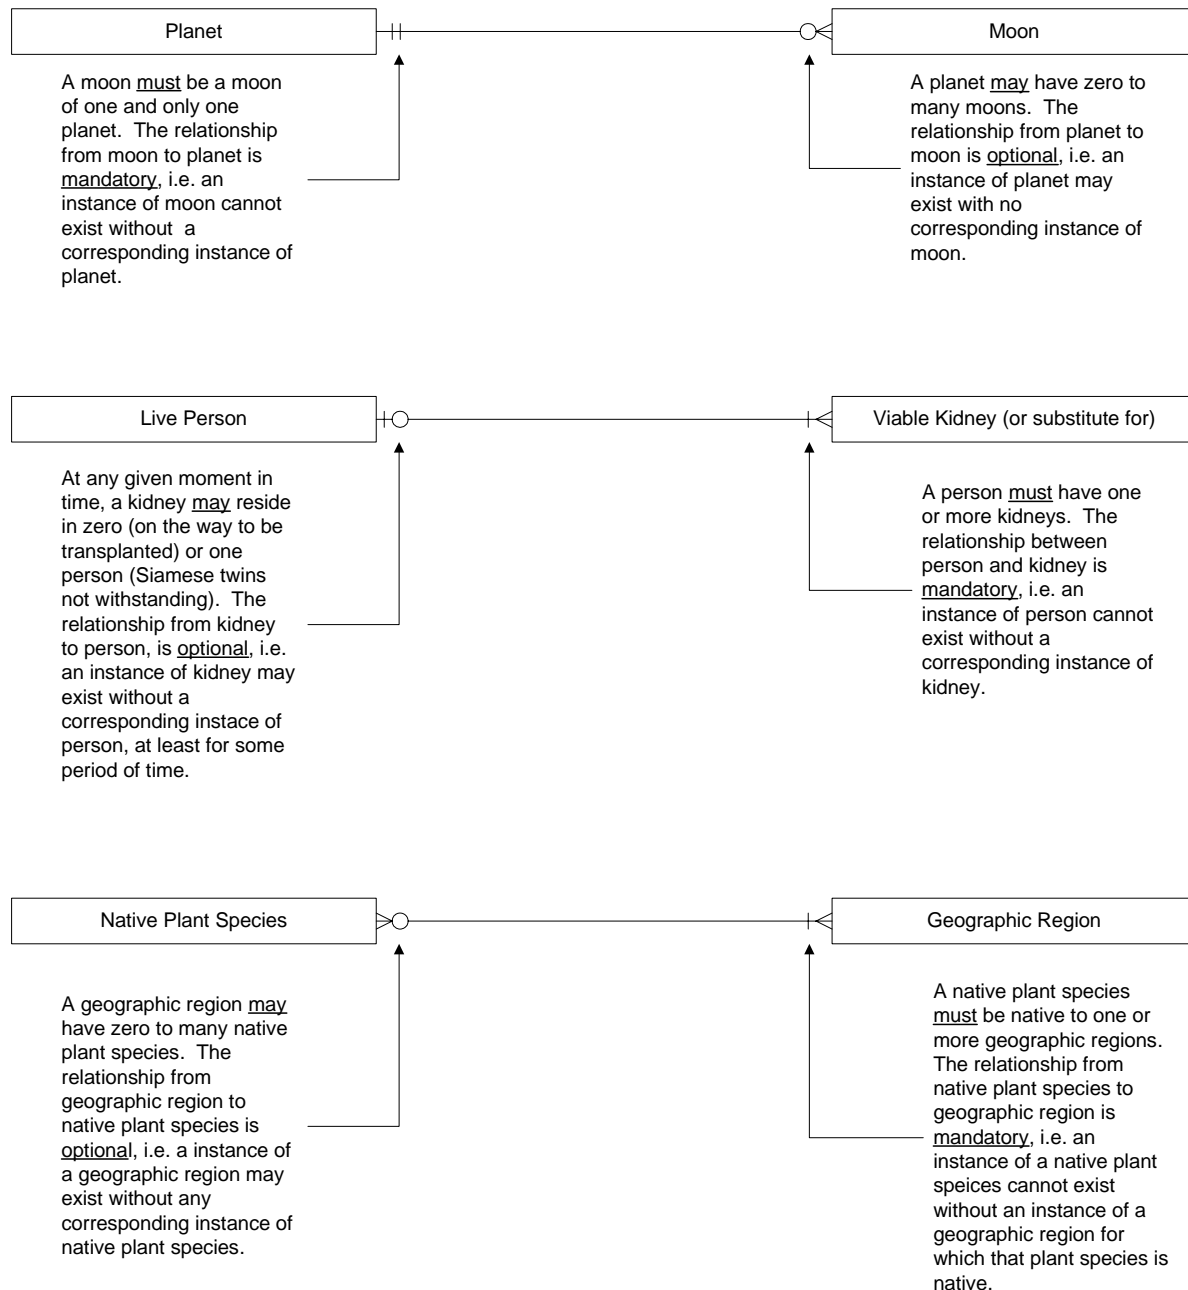 Planet
Moon
A moon must be a moon
of one and only one
planet.  The relationship
from moon to planet is
mandatory, i.e. an
instance of moon cannot
exist without  a
corresponding instance of
planet.
A planet may have zero to
many moons.  The
relationship from planet to
moon is optional, i.e. an
instance of planet may
exist with no
corresponding instance of
moon.
Live Person
Viable Kidney (or substitute for)
At any given moment in
time, a kidney may reside
in zero (on the way to be
transplanted) or one
person (Siamese twins
not withstanding).  The
relationship from kidney
to person, is optional, i.e.
an instance of kidney may
exist without a
corresponding instace of
person, at least for some
period of time.
A person must have one
or more kidneys.  The
relationship between
person and kidney is
mandatory, i.e. an
instance of person cannot
exist without a
corresponding instance of
kidney.
Native Plant Species
Geographic Region
A geographic region may
have zero to many native
plant species.  The
relationship from
geographic region to
native plant species is
optional, i.e. a instance of
a geographic region may
exist without any
corresponding instance of
native plant species.
A native plant species
must be native to one or
more geographic regions.
The relationship from
native plant species to
geographic region is
mandatory, i.e. an
instance of a native plant
speices cannot exist
without an instance of a
geographic region for
which that plant species is
native.